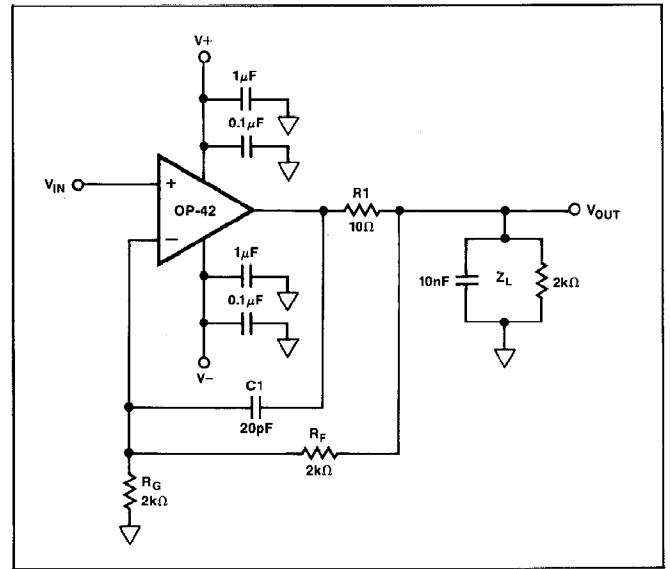 V+
1μF
0.1μF
VIN
+
OP-42
−
R1
10Ω
VOUT
1μF
0.1μF
10nF
ZL
2kΩ
V−
C1
20pF
RF
2kΩ
RG
2kΩ